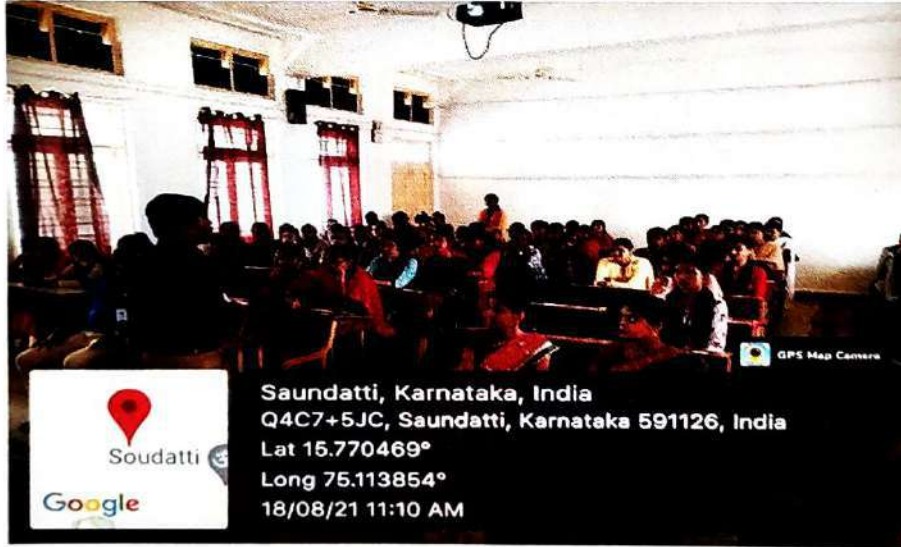 GPS Map Camera
Saundatti, Karnataka, India
Q4C7+5JC, Saundatti, Karnataka 591126, India
Lat 15.770469°
Long 75.113854°
18/08/21 11:10 AM
Soudatti
Google